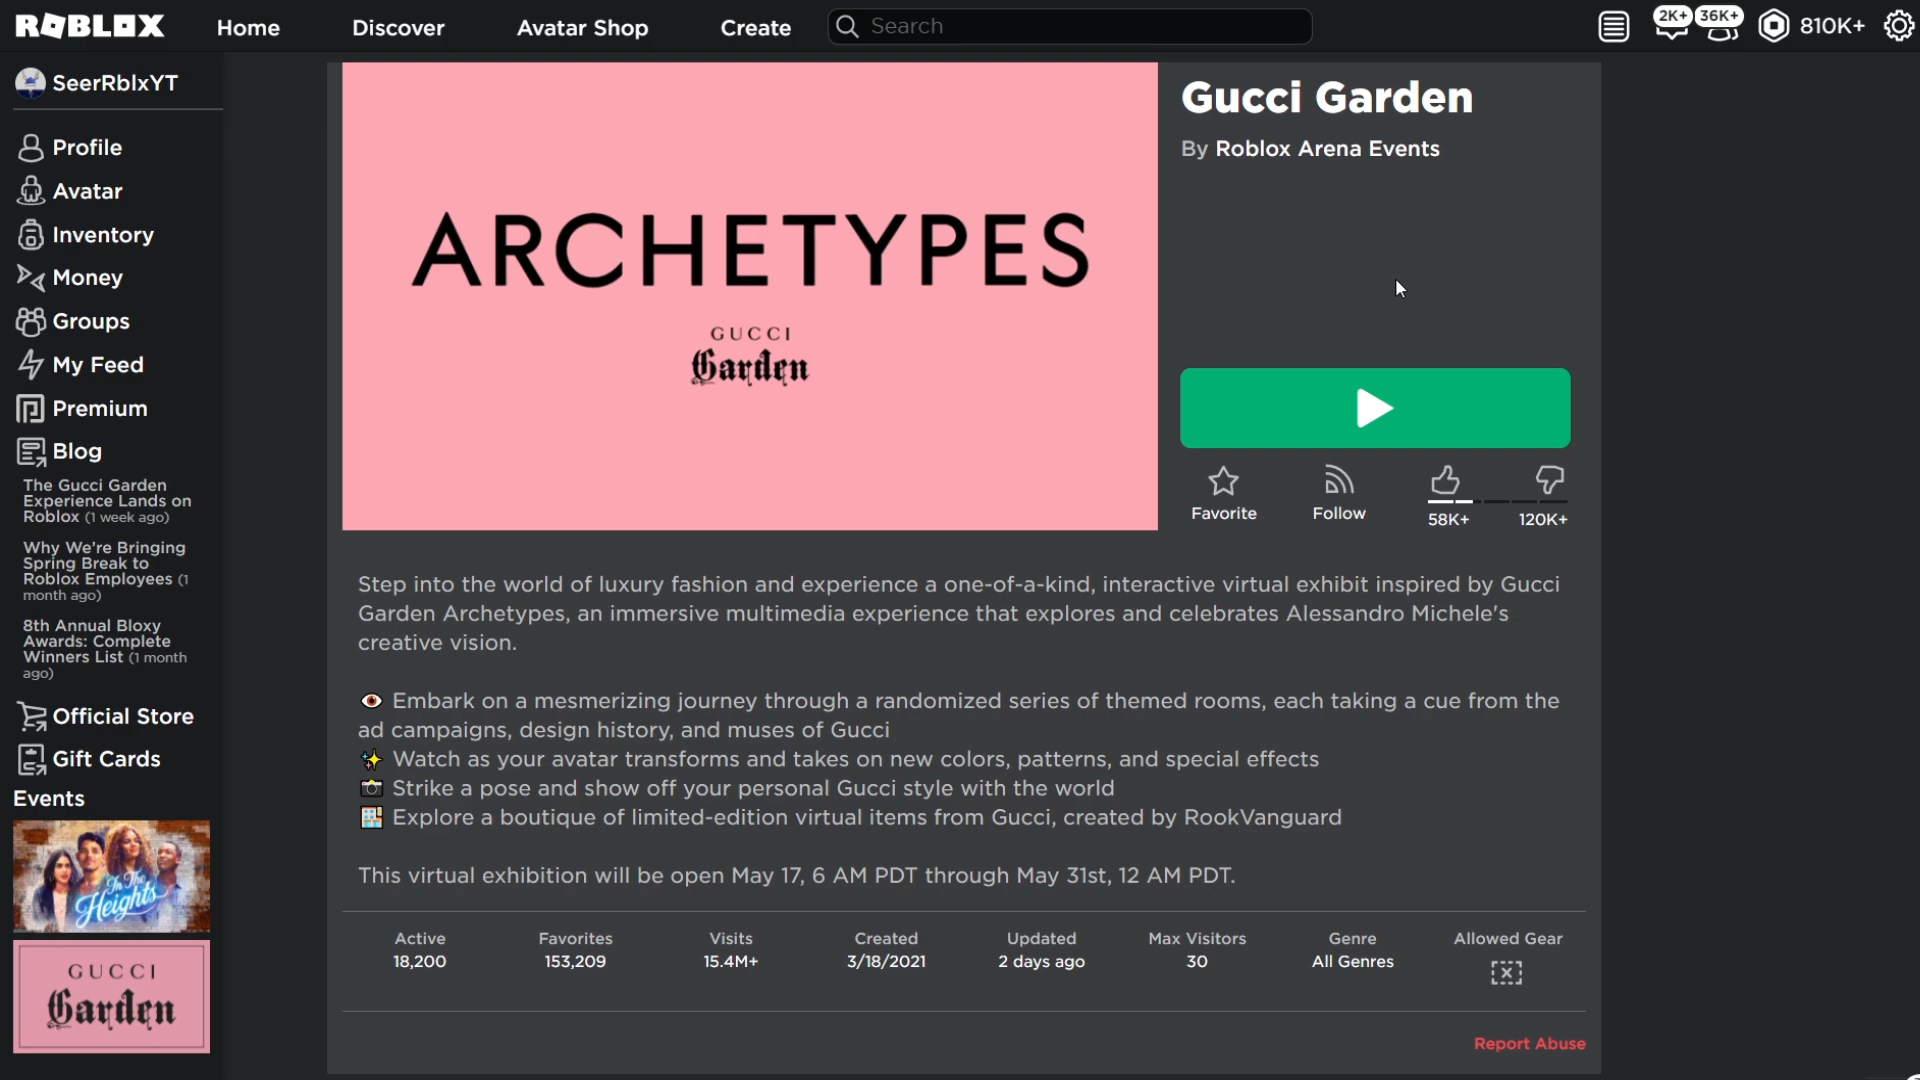 ROBLOX
Home
Discover
Avatar Shop
Create
Search
2K+
36K+
810K+
SeerRblxYT
Profile
Avatar
Inventory
Money
Groups
My Feed
Premium
Blog
The Gucci Garden
Experience Lands on
Roblox (1 week ago)
Why We're Bringing
Spring Break to
Roblox Employees (1
month ago)
8th Annual Bloxy
Awards: Complete
Winners List (1 month
ago)
Official Store
Gift Cards
Events
In The
Heights
GUCCI
Garden
ARCHETYPES
GUCCI
Garden
Gucci Garden
By Roblox Arena Events
Favorite
Follow
58K+
120K+
Step into the world of luxury fashion and experience a one-of-a-kind, interactive virtual exhibit inspired by Gucci
Garden Archetypes, an immersive multimedia experience that explores and celebrates Alessandro Michele's
creative vision.
👁️ Embark on a mesmerizing journey through a randomized series of themed rooms, each taking a cue from the
ad campaigns, design history, and muses of Gucci
✨ Watch as your avatar transforms and takes on new colors, patterns, and special effects
📷 Strike a pose and show off your personal Gucci style with the world
🏪 Explore a boutique of limited-edition virtual items from Gucci, created by RookVanguard
This virtual exhibition will be open May 17, 6 AM PDT through May 31st, 12 AM PDT.
Active
18,200
Favorites
153,209
Visits
15.4M+
Created
3/18/2021
Updated
2 days ago
Max Visitors
30
Genre
All Genres
Allowed Gear
Report Abuse